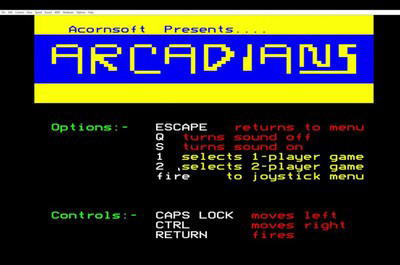 Acornsoft Presents....
ARCADIANS
Options:- ESCAPE returns to menu
Q turns sound off
S turns sound on
1 selects 1-player game
2 selects 2-player game
fire to joystick menu
Controls:- CAPS LOCK moves left
CTRL moves right
RETURN fires